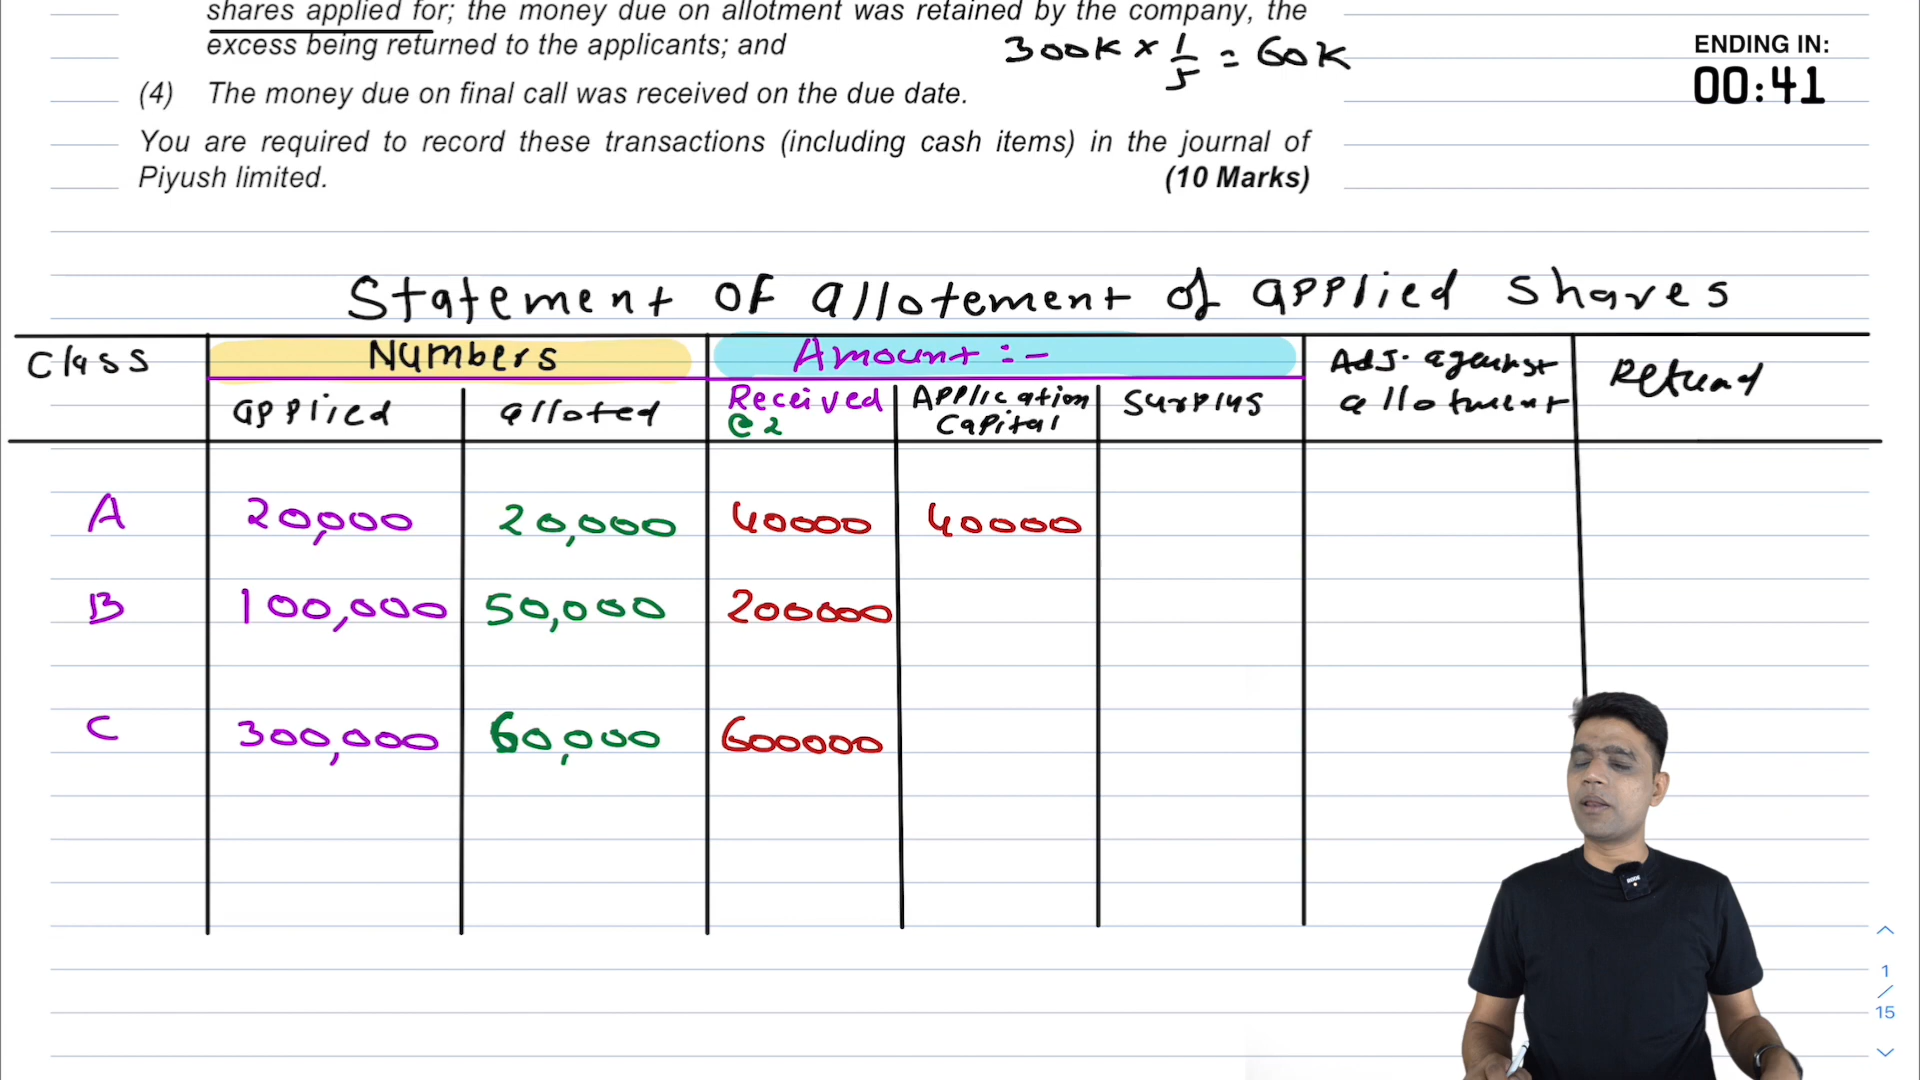 shares applied for; the money due on allotment was retained by the company, the
excess being returned to the applicants; and
300K × 1/5 = 60K
ENDING IN:
00:41
(4) The money due on final call was received on the due date.
You are required to record these transactions (including cash items) in the journal of
Piyush limited. (10 Marks)
Statement of allotement of applied shares
Class Numbers Amount :- Adj. against allotment Refund
applied alloted Received @ 2 Application Capital Surplus
A 20,000 20,000 40000 40000
B 100,000 50,000 200000
C 300,000 60,000 600000
1
/
15